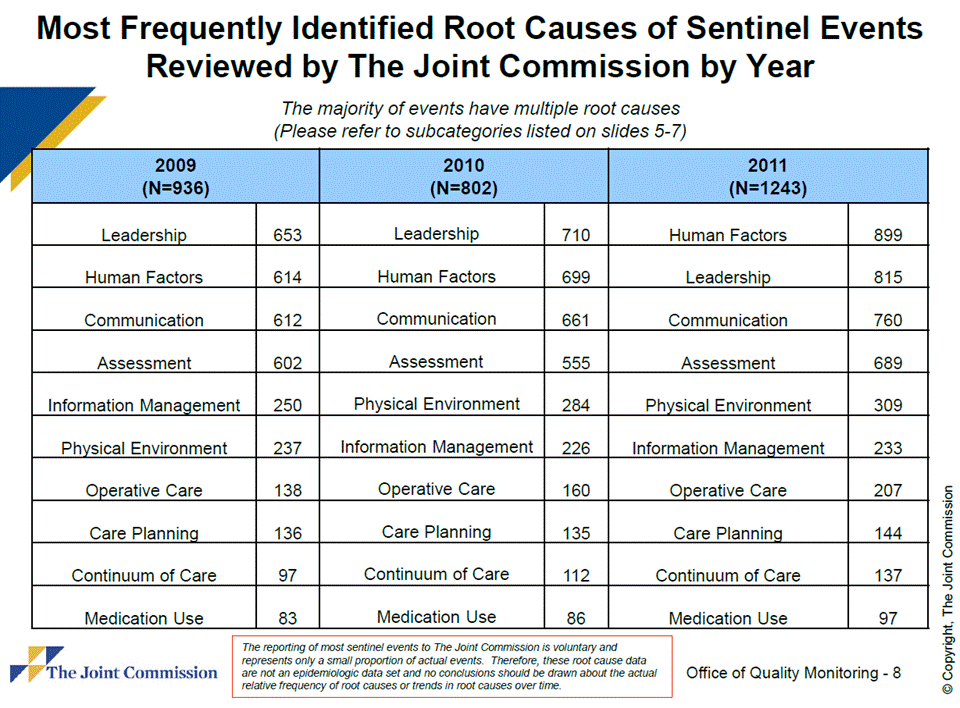 Most Frequently Identified Root Causes of Sentinel Events
Reviewed by The Joint Commission by Year
The majority of events have multiple root causes
(Please refer to subcategories listed on slides 5-7)
2009 2010 2011
(N=936) (N=802) (N=1243)
Leadership 653 Leadership 710 Human Factors 899
Human Factors 614 Human Factors 699 Leadership 815
Communication 612 Communication 661 Communication 760
Assessment 602 Assessment 555 Assessment 689
Information Management 250 Physical Environment 284 Physical Environment 309
Physical Environment 237 Information Management 226 Information Management 233
Operative Care 138 Operative Care 160 Operative Care 207
Care Planning 136 Care Planning 135 Care Planning 144
Continuum of Care 97 Continuum of Care 112 Continuum of Care 137
Medication Use 83 Medication Use 86 Medication Use 97
The Joint Commission
The reporting of most sentinel events to The Joint Commission is voluntary and
represents only a small proportion of actual events. Therefore, these root cause data
are not an epidemiologic data set and no conclusions should be drawn about the actual
relative frequency of root causes or trends in root causes over time.
Office of Quality Monitoring - 8
© Copyright, The Joint Commission